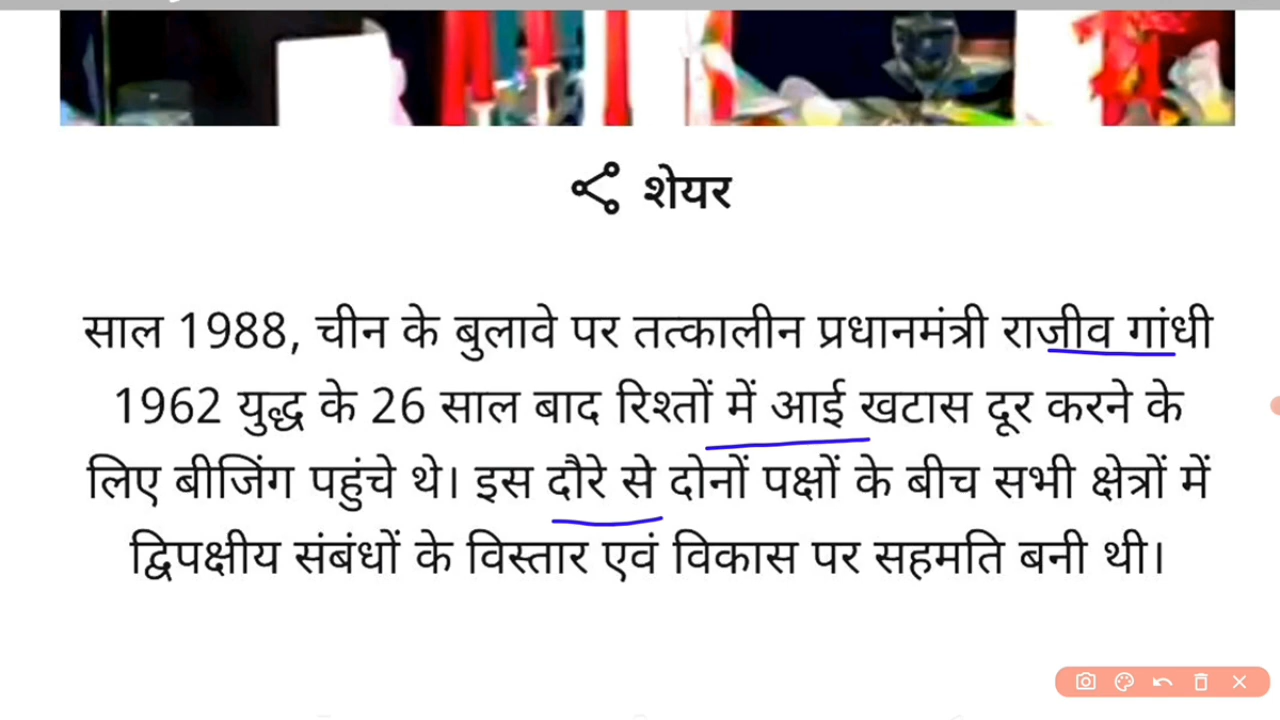 शेयर
साल 1988, चीन के बुलावे पर तत्कालीन प्रधानमंत्री राजीव गांधी
1962 युद्ध के 26 साल बाद रिश्तों में आई खटास दूर करने के
लिए बीजिंग पहुंचे थे। इस दौरे से दोनों पक्षों के बीच सभी क्षेत्रों में
द्विपक्षीय संबंधों के विस्तार एवं विकास पर सहमति बनी थी।